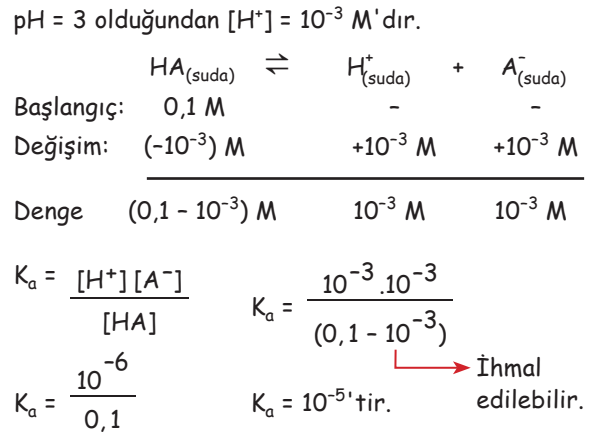 pH = 3 olduğundan [H⁺] = 10⁻³ M'dır.
HA(suda) ⇌ H⁺(suda) + A⁻(suda)
Başlangıç: 0,1 M – –
Değişim: (–10⁻³) M +10⁻³ M +10⁻³ M
Denge (0,1 – 10⁻³) M 10⁻³ M 10⁻³ M
Kₐ = [H⁺] [A⁻] / [HA] Kₐ = 10⁻³ .10⁻³ / (0,1 – 10⁻³)
İhmal
edilebilir.
Kₐ = 10⁻⁶ / 0,1 Kₐ = 10⁻⁵'tir.